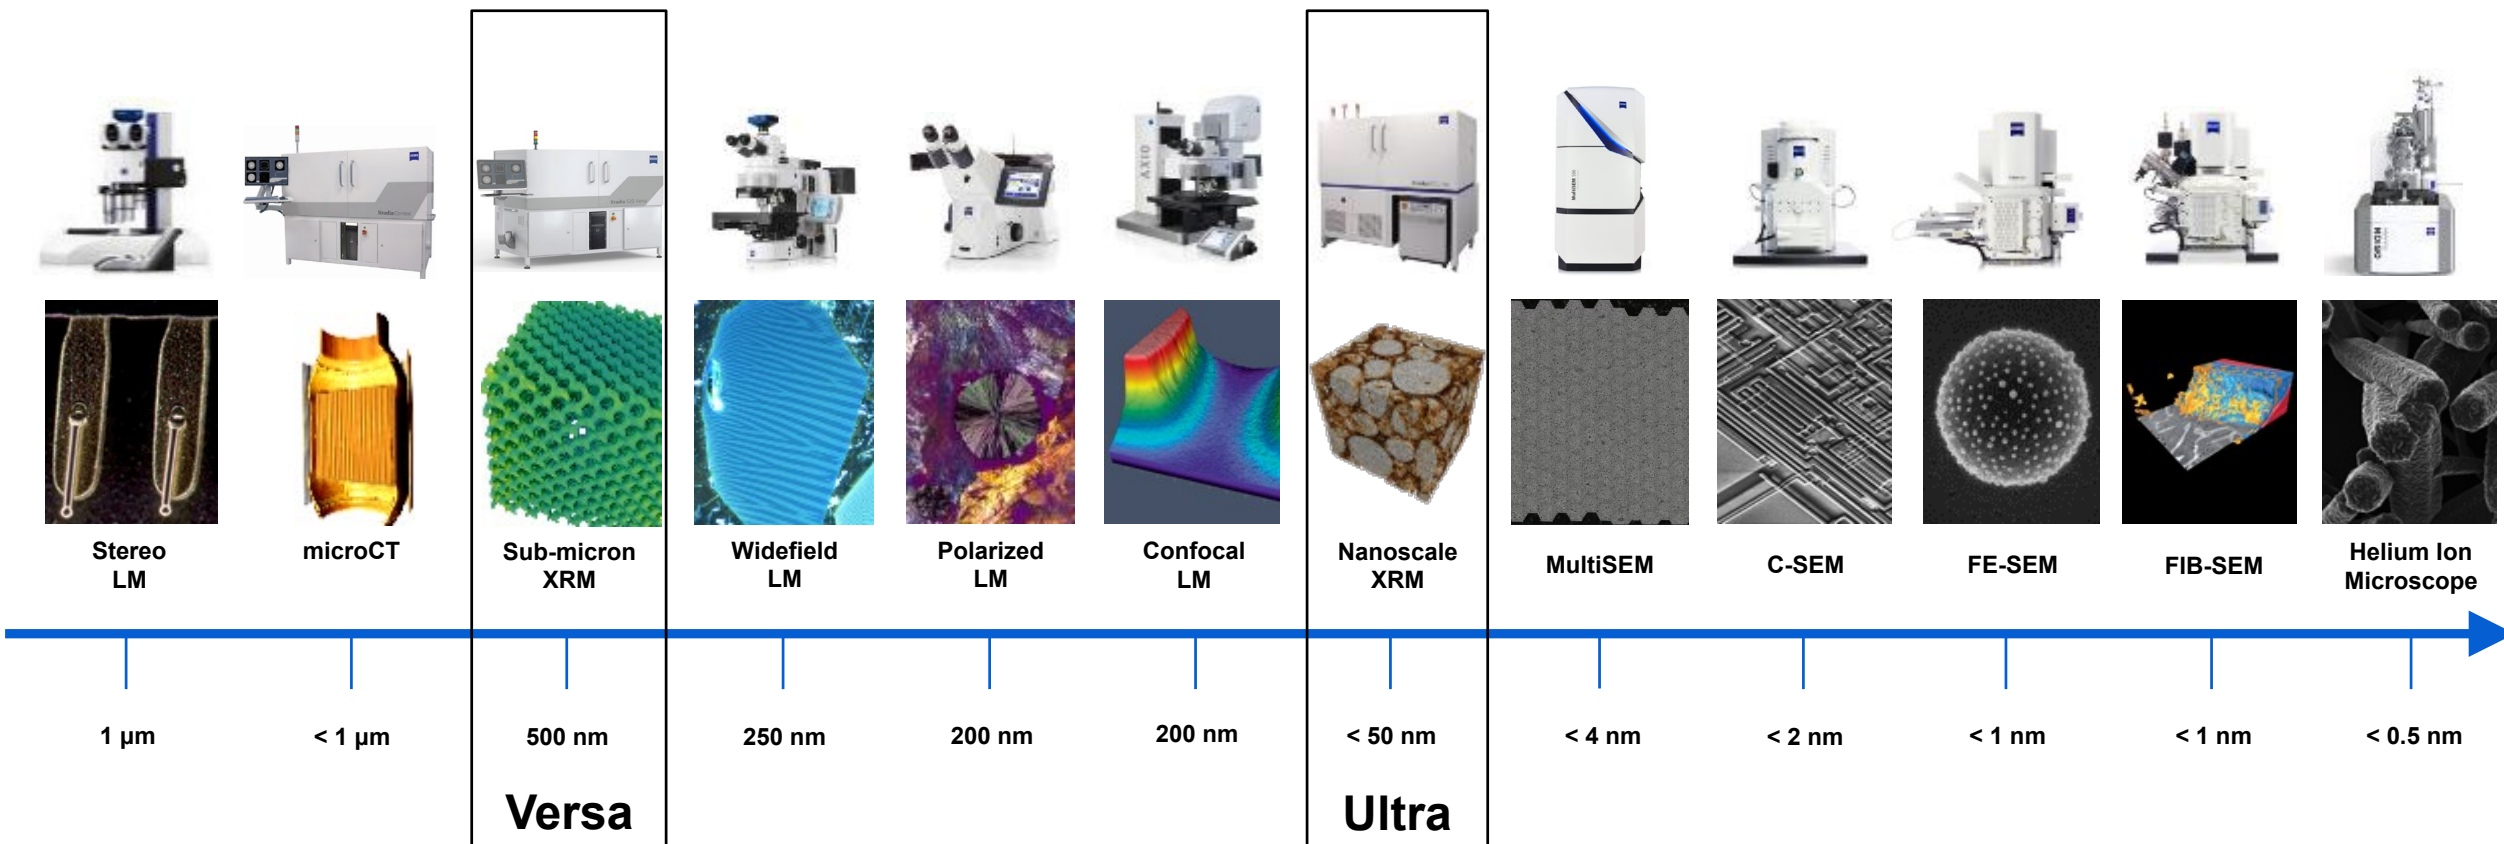 AXIO
Stereo
LM
microCT
Sub-micron
XRM
Widefield
LM
Polarized
LM
Confocal
LM
Nanoscale
XRM
MultiSEM
C-SEM
FE-SEM
FIB-SEM
Helium Ion
Microscope
1 µm
< 1 µm
500 nm
250 nm
200 nm
200 nm
< 50 nm
< 4 nm
< 2 nm
< 1 nm
< 1 nm
< 0.5 nm
Versa
Ultra